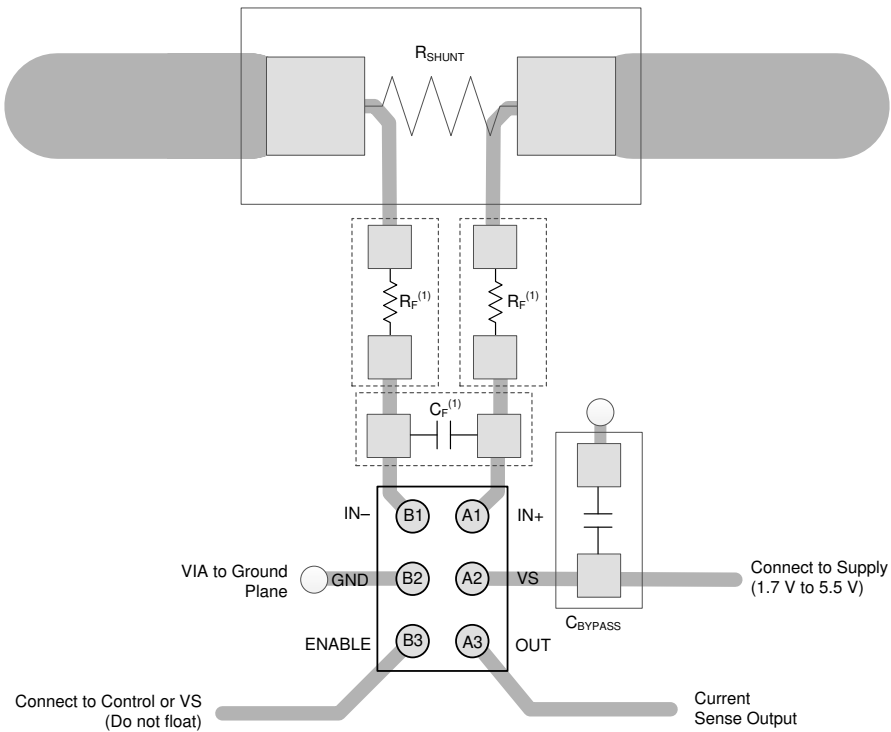 RSHUNT
RF(1)
RF(1)
CF(1)
IN–
B1
A1
IN+
VIA to Ground
Plane
GND
B2
A2
VS
Connect to Supply
(1.7 V to 5.5 V)
CBYPASS
ENABLE
B3
A3
OUT
Connect to Control or VS
(Do not float)
Current
Sense Output